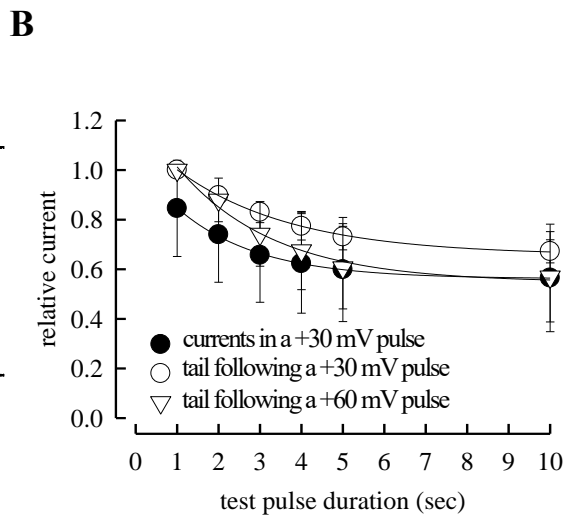 B
1.2
1.0
0.8
0.6
0.4
0.2
0.0
relative current
currents in a +30 mV pulse
tail following a +30 mV pulse
tail following a +60 mV pulse
0 1 2 3 4 5 6 7 8 9 10
test pulse duration (sec)